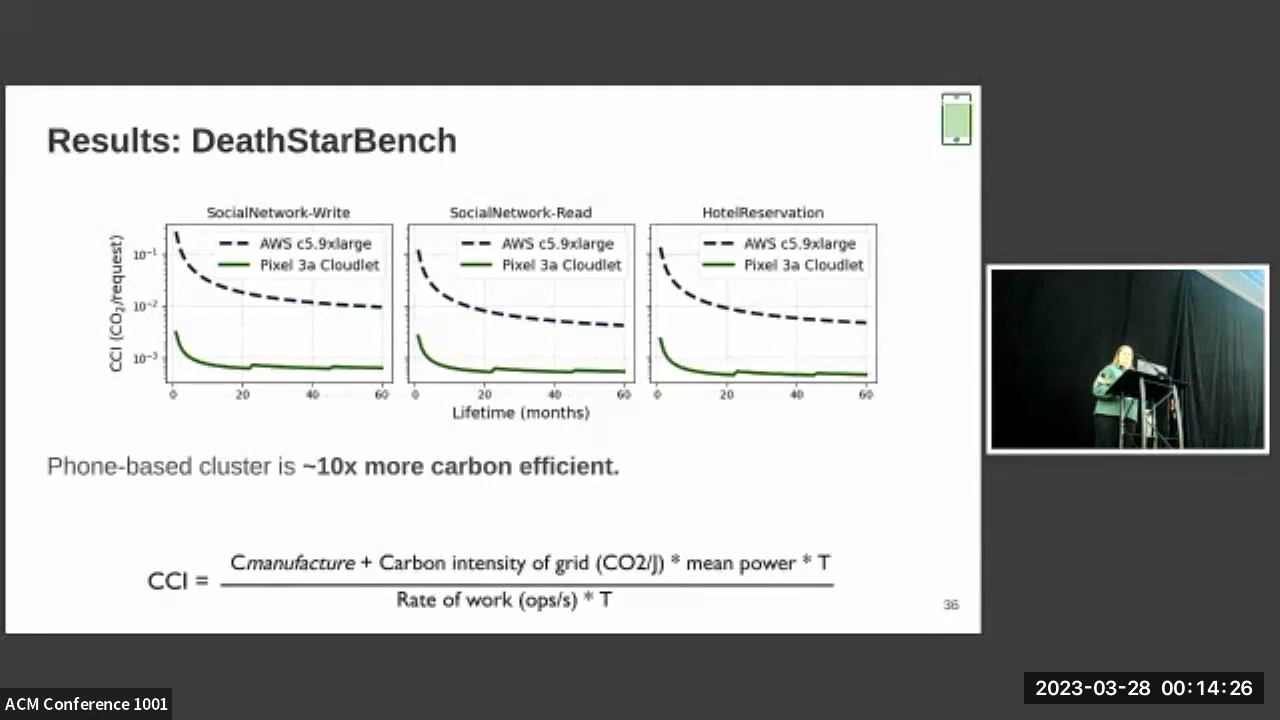 Results: DeathStarBench
SocialNetwork-Write
SocialNetwork-Read
HotelReservation
AWS c5.9xlarge
Pixel 3a Cloudlet
AWS c5.9xlarge
Pixel 3a Cloudlet
AWS c5.9xlarge
Pixel 3a Cloudlet
CCI (CO₂/request)
10⁻¹
10⁻²
10⁻³
0 20 40 60
0 20 40 60
0 20 40 60
Lifetime (months)
Phone-based cluster is ~10x more carbon efficient.
CCI =
Cmanufacture + Carbon intensity of grid (CO2/J) * mean power * T
Rate of work (ops/s) * T
36
2023-03-28 00:14:26
ACM Conference 1001